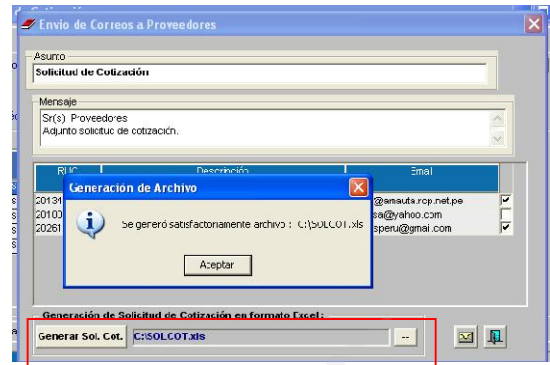 Envio de Correos a Proveedores
Asunto
Solicitud de Cotización
Mensaje
Sr(s) Proveedores
Adjunto solicitud de cotización.
RUC Descripción Email
Generación de Archivo
20134 @amauta.rcp.net.pe
20100 sa@yahoo.com
20261 speru@gmai.com
Se generó satisfactoriamente archivo : C:\SOLCOT.xls
Aceptar
Generación de Solicitud de Cotización en formato Excel:
Generar Sol. Cot. C:\SOLCOT.xls --